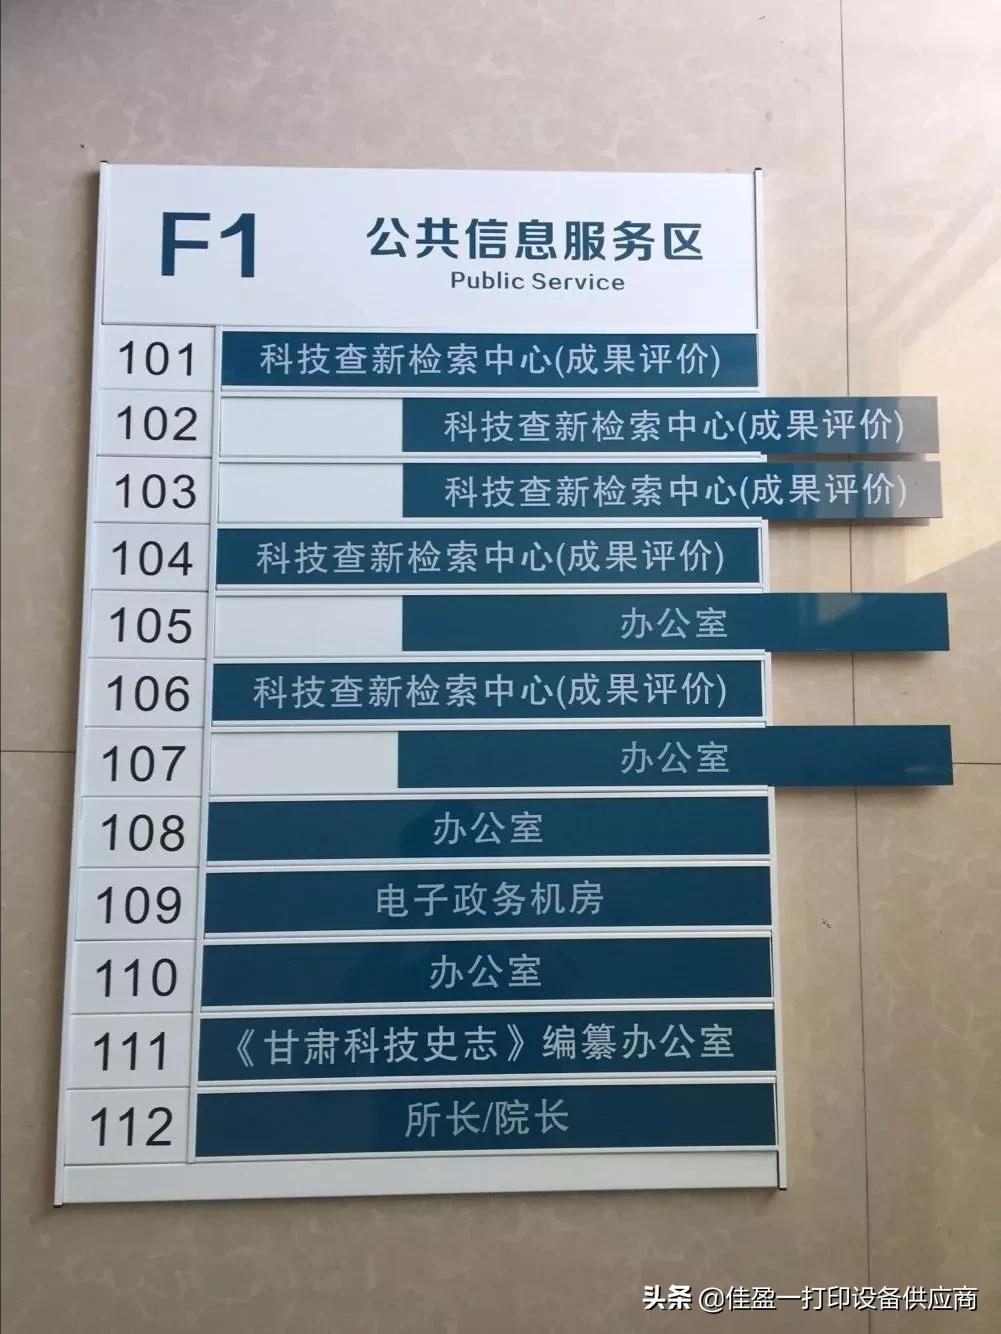 F1 公共信息服务区
Public Service
101 科技查新检索中心(成果评价)
102 科技查新检索中心(成果评价)
103 科技查新检索中心(成果评价)
104 科技查新检索中心(成果评价)
105 办公室
106 科技查新检索中心(成果评价)
107 办公室
108 办公室
109 电子政务机房
110 办公室
111 《甘肃科技史志》编纂办公室
112 所长/院长
头条 @佳盈一打印设备供应商